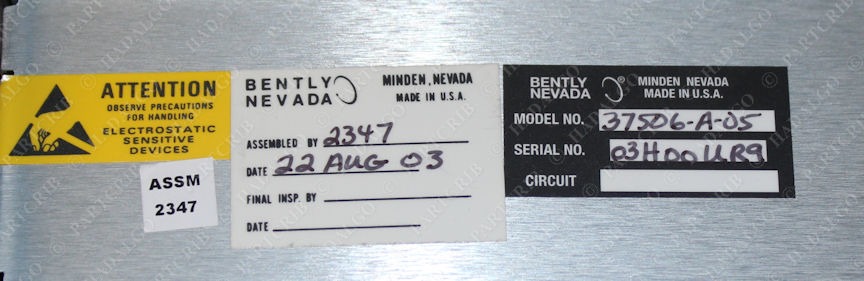 ATTENTION
OBSERVE PRECAUTIONS
FOR HANDLING
ELECTROSTATIC
SENSITIVE
DEVICES
ASSM
2347
BENTLY
NEVADA
MINDEN, NEVADA
MADE IN U.S.A.
ASSEMBLED BY 2347
DATE 22 AUG 03
FINAL INSP. BY
DATE
BENTLY
NEVADA ®
MINDEN NEVADA
MADE IN U.S.A.
MODEL NO. 37506-A-05
SERIAL NO.
CIRCUIT
© HADALGO PARTCRIB